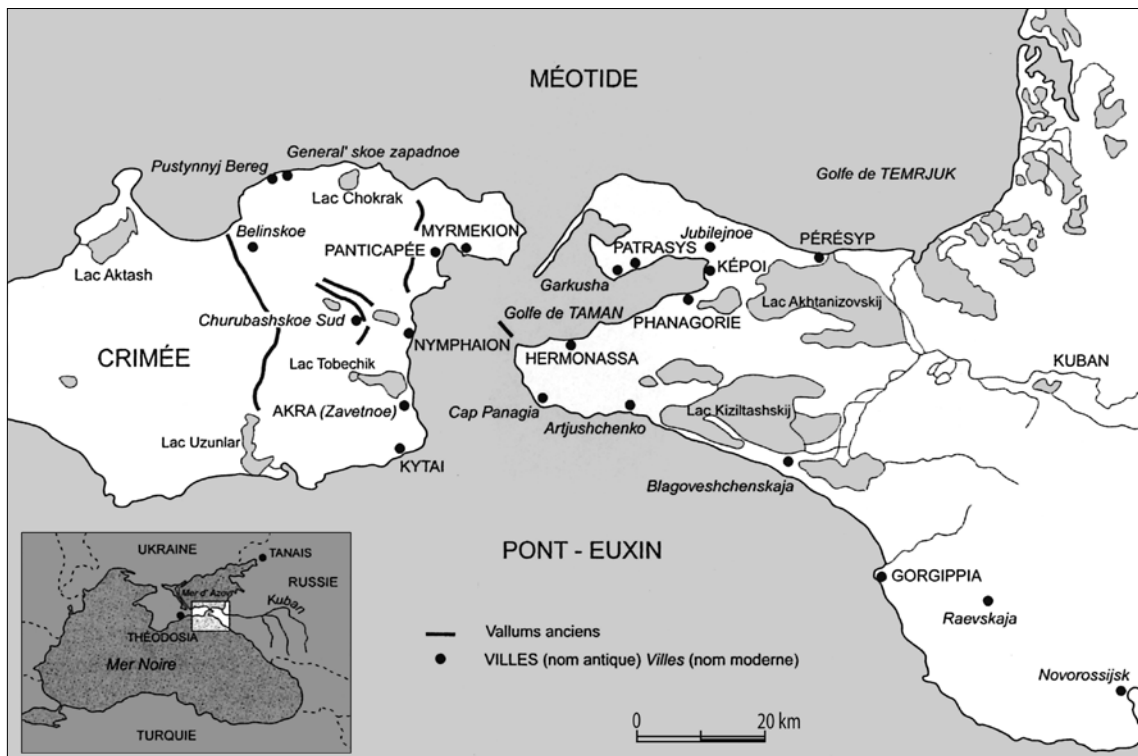 MÉOTIDE
General' skoe zapadnoe
Pustynnyj Bereg
Golfe de TEMRJUK
Lac Chokrak
MYRMEKION
Jubilejnoe
Belinskoe
PANTICAPÉE
PATRASYS
PÉRÉSYP
Lac Aktash
KÉPOI
Garkusha
Lac Akhtanizovskij
Golfe de TAMAN
PHANAGORIE
Churubashskoe Sud
NYMPHAION
HERMONASSA
CRIMÉE
Lac Tobechik
KUBAN
AKRA (Zavetnoe)
Cap Panagia
Lac Kiziltashskij
Artjushchenko
Lac Uzunlar
KYTAI
Blagoveshchenskaja
PONT - EUXIN
GORGIPPIA
Raevskaja
Novorossijsk
UKRAINE
TANAIS
RUSSIE
Mer d'Azov
Kuban
THÉODOSIA
Mer Noire
TURQUIE
Vallums anciens
VILLES (nom antique) Villes (nom moderne)
0 20 km